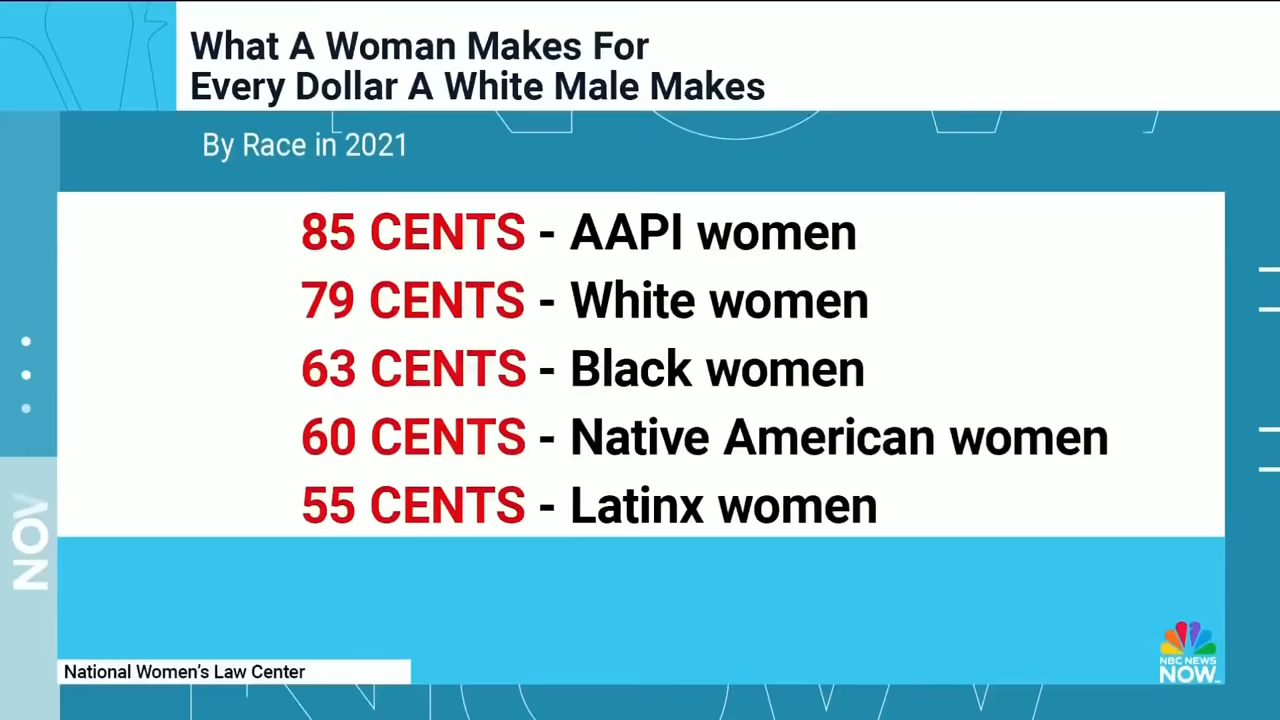 What A Woman Makes For
Every Dollar A White Male Makes
By Race in 2021
85 CENTS - AAPI women
79 CENTS - White women
63 CENTS - Black women
60 CENTS - Native American women
55 CENTS - Latinx women
NOW
National Women's Law Center
NBC NEWS
NOW